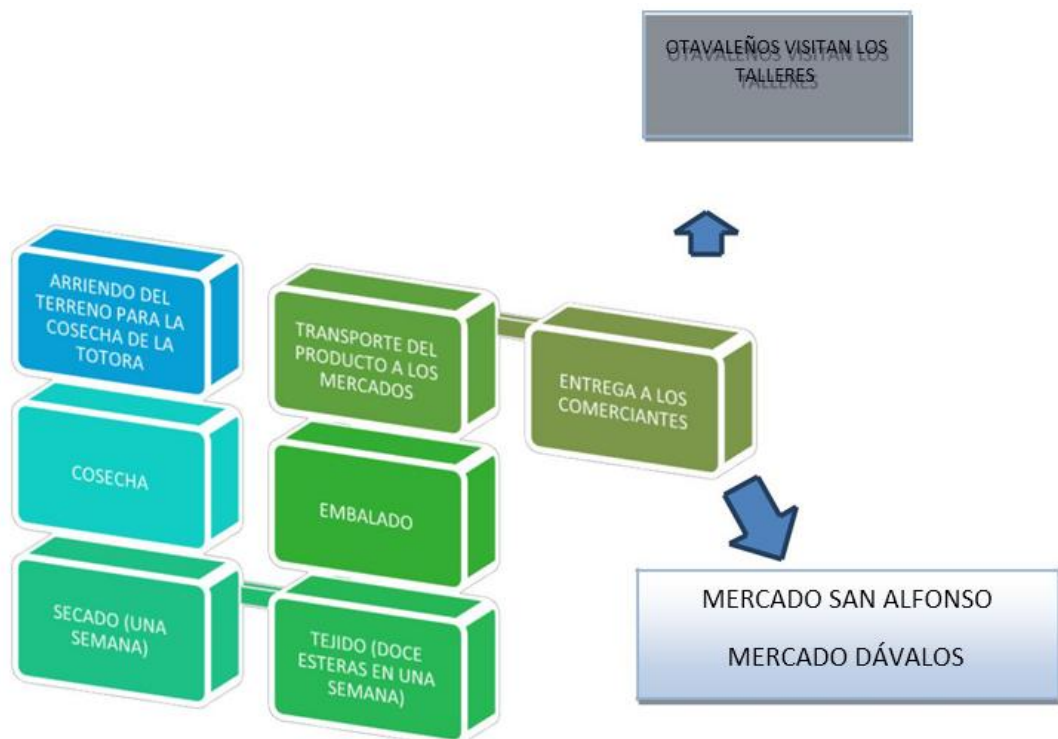 OTAVALEÑOS VISITAN LOS
TALLERES
ARRIENDO DEL
TERRENO PARA LA
COSECHA DE LA
TOTORA
COSECHA
SECADO (UNA
SEMANA)
TEJIDO (DOCE
ESTERAS EN UNA
SEMANA)
EMBALADO
TRANSPORTE DEL
PRODUCTO A LOS
MERCADOS
ENTREGA A LOS
COMERCIANTES
MERCADO SAN ALFONSO
MERCADO DÁVALOS